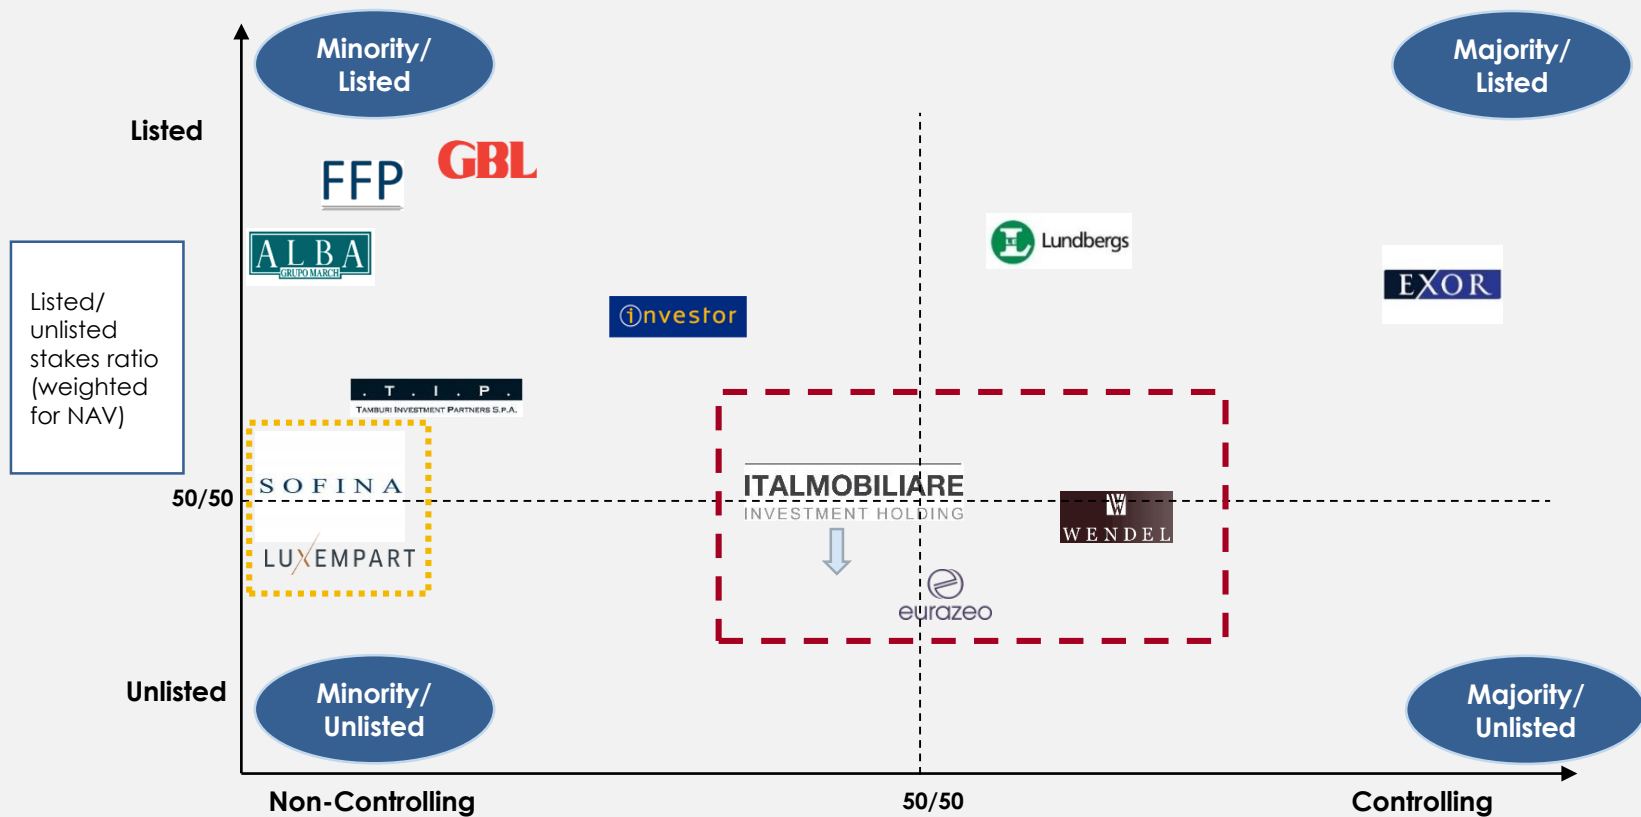 Minority/
Listed
Majority/
Listed
Listed
FFP
GBL
ALBA
GRUPO MARCH
LE
Lundbergs
EXOR
Listed/
unlisted
stakes ratio
(weighted
for NAV)
investor
. T . I . P .
TAMBURI INVESTMENT PARTNERS S.P.A.
SOFINA
50/50
ITALMOBILIARE
INVESTMENT HOLDING
W
WENDEL
LUXEMPART
eurazeo
Unlisted
Minority/
Unlisted
Majority/
Unlisted
Non-Controlling
50/50
Controlling